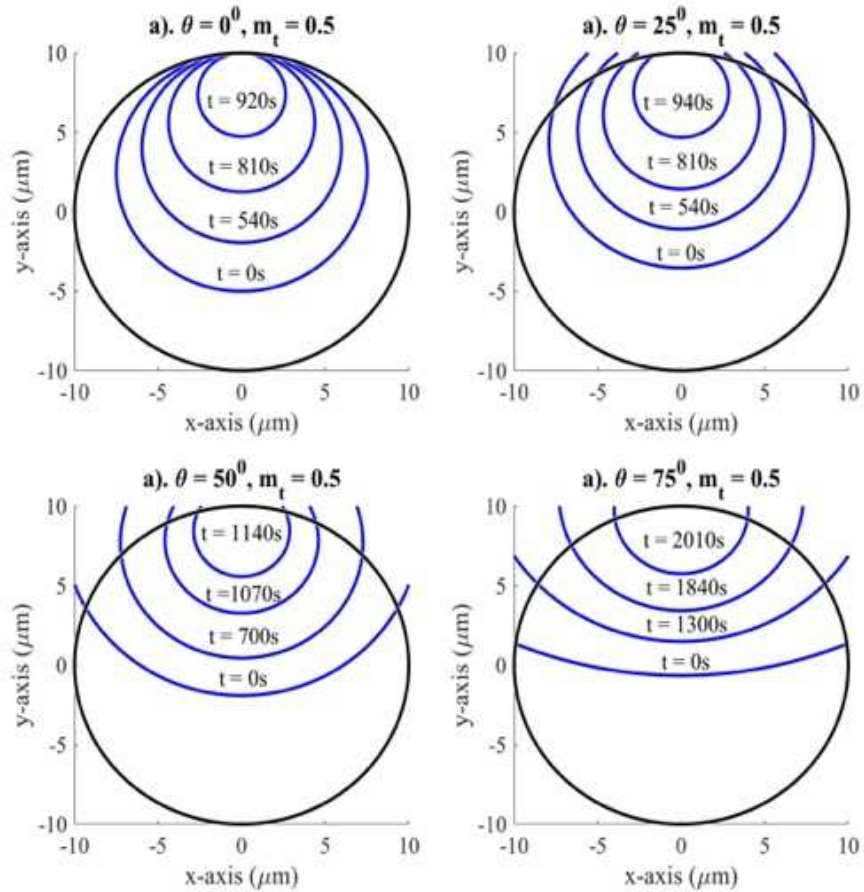 a). θ = 0⁰, m_t = 0.5
10
5
0
-5
-10
y-axis (μm)
t = 920s
t = 810s
t = 540s
t = 0s
-10 -5 0 5 10
x-axis (μm)
a). θ = 25⁰, m_t = 0.5
10
5
0
-5
-10
y-axis (μm)
t = 940s
t = 810s
t = 540s
t = 0s
-10 -5 0 5 10
x-axis (μm)
a). θ = 50⁰, m_t = 0.5
10
5
0
-5
-10
y-axis (μm)
t = 1140s
t =1070s
t = 700s
t = 0s
-10 -5 0 5 10
x-axis (μm)
a). θ = 75⁰, m_t = 0.5
10
5
0
-5
-10
y-axis (μm)
t = 2010s
t = 1840s
t = 1300s
t = 0s
-10 -5 0 5 10
x-axis (μm)